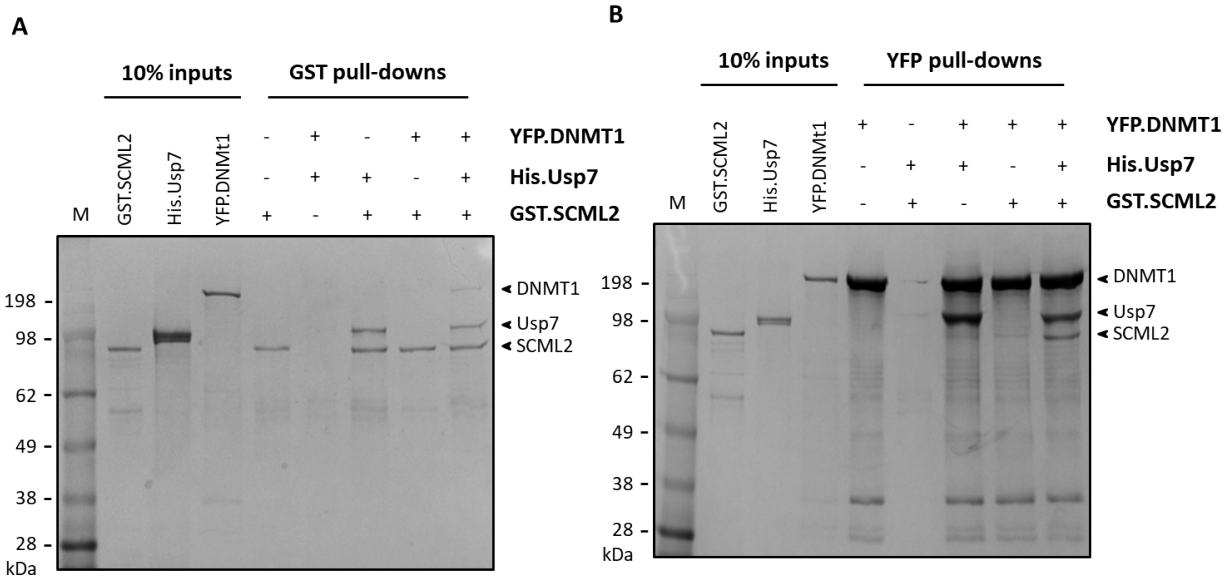 A
10% inputs GST pull-downs
GST.SCML2 His.Usp7 YFP.DNMt1
- + - + + YFP.DNMT1
- + + - + His.Usp7
M + - + + + GST.SCML2
DNMT1
198 -
Usp7
98 -
SCML2
62 -
49 -
38 -
28 -
kDa
B
10% inputs YFP pull-downs
GST.SCML2 His.Usp7 YFP.DNMt1
+ - + + + YFP.DNMT1
- + + - + His.Usp7
M - + - + + GST.SCML2
198 - DNMT1
98 - Usp7
SCML2
62 -
49 -
38 -
28 -
kDa